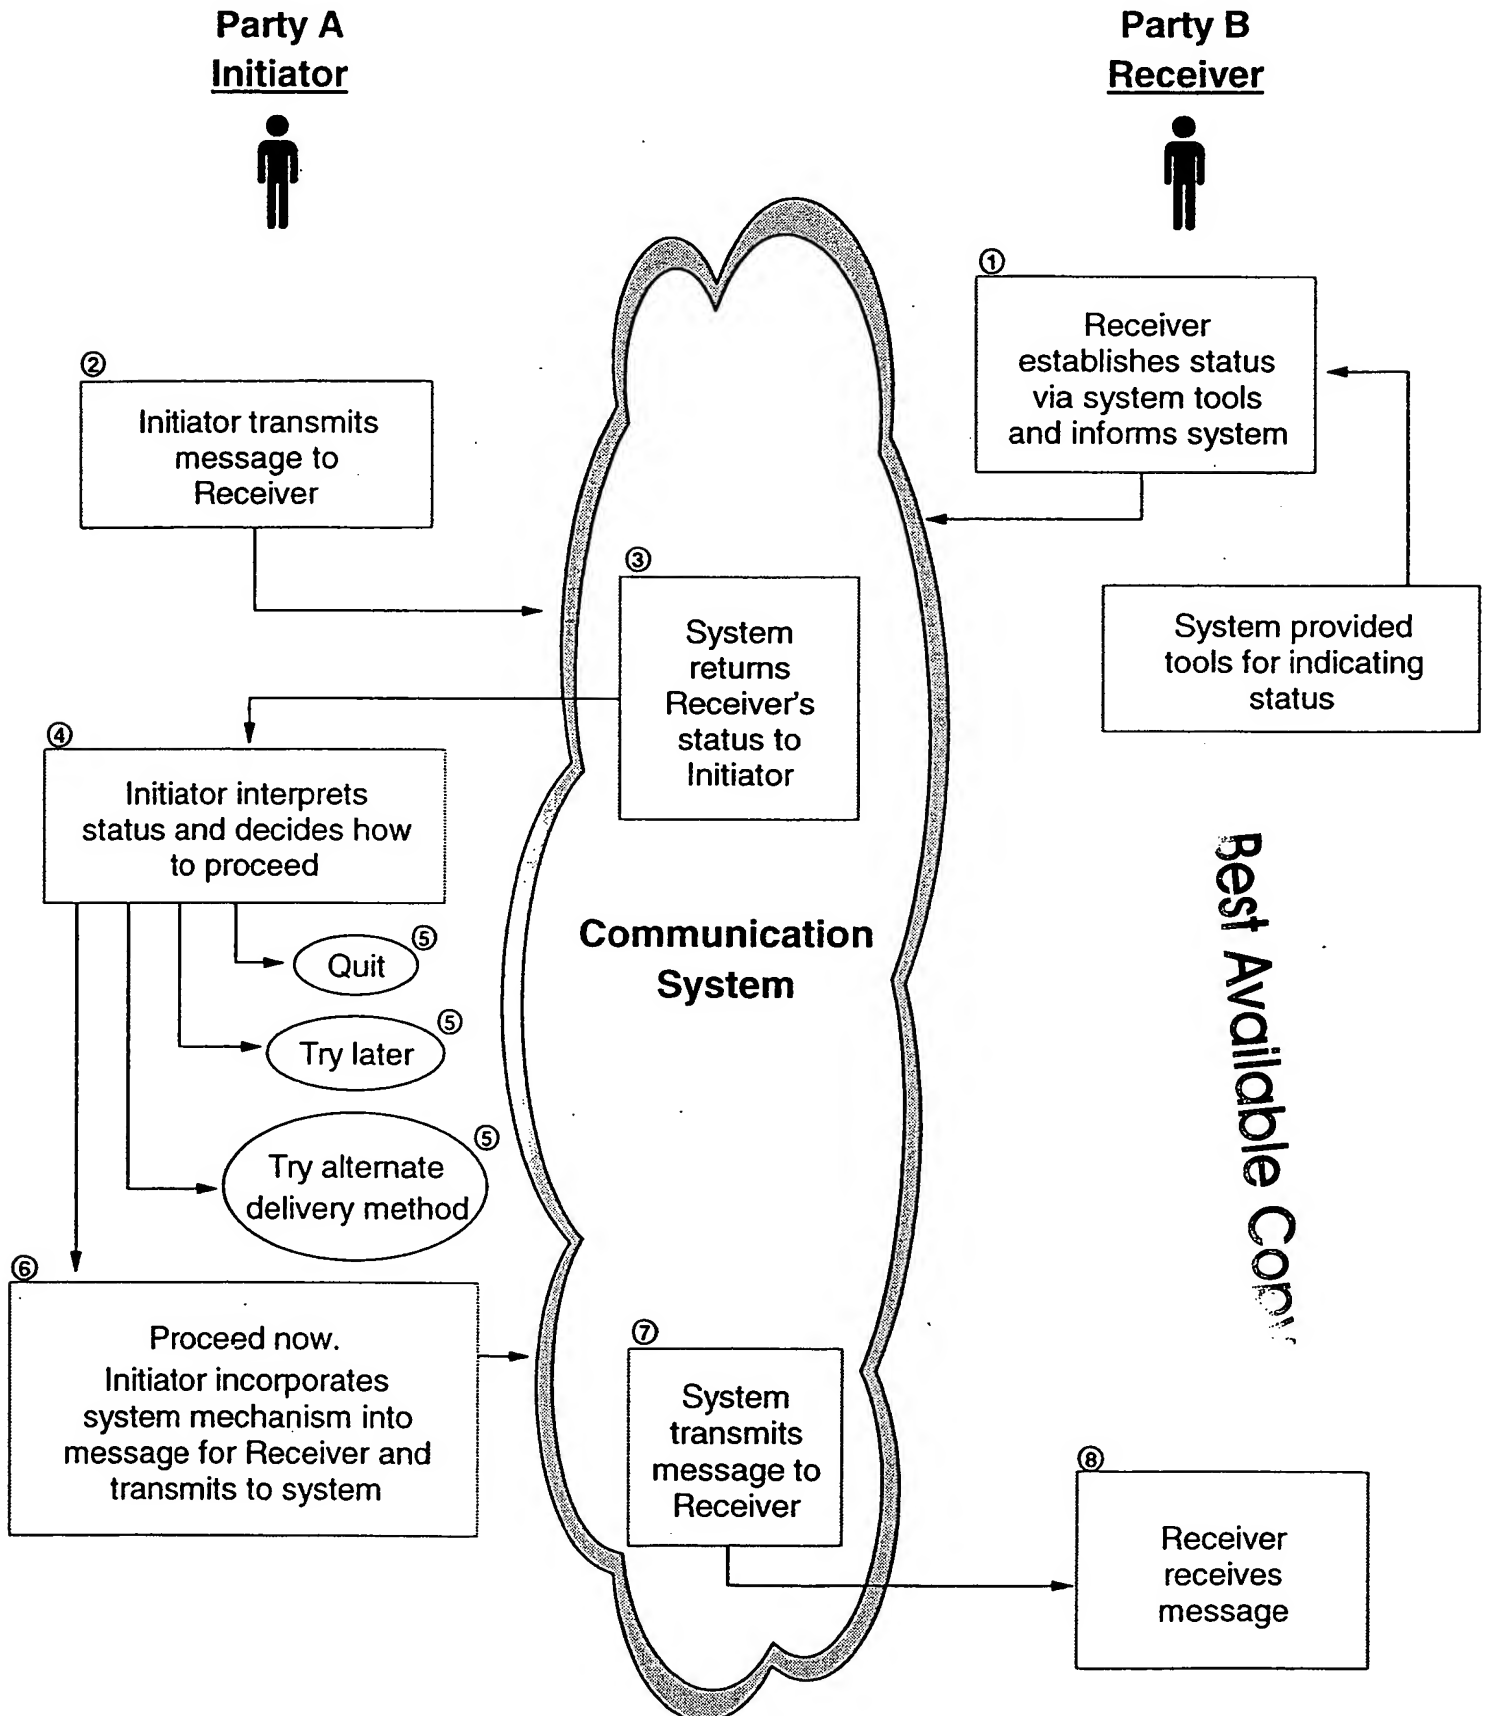 Party A
Initiator
Party B
Receiver
①
Receiver
establishes status
via system tools
and informs system
②
Initiator transmits
message to
Receiver
③
System
returns
Receiver's
status to
Initiator
System provided
tools for indicating
status
④
Initiator interprets
status and decides how
to proceed
⑤
Quit
⑤
Try later
⑤
Try alternate
delivery method
Communication
System
Best Available Copy
⑥
Proceed now.
Initiator incorporates
system mechanism into
message for Receiver and
transmits to system
⑦
System
transmits
message to
Receiver
⑧
Receiver
receives
message